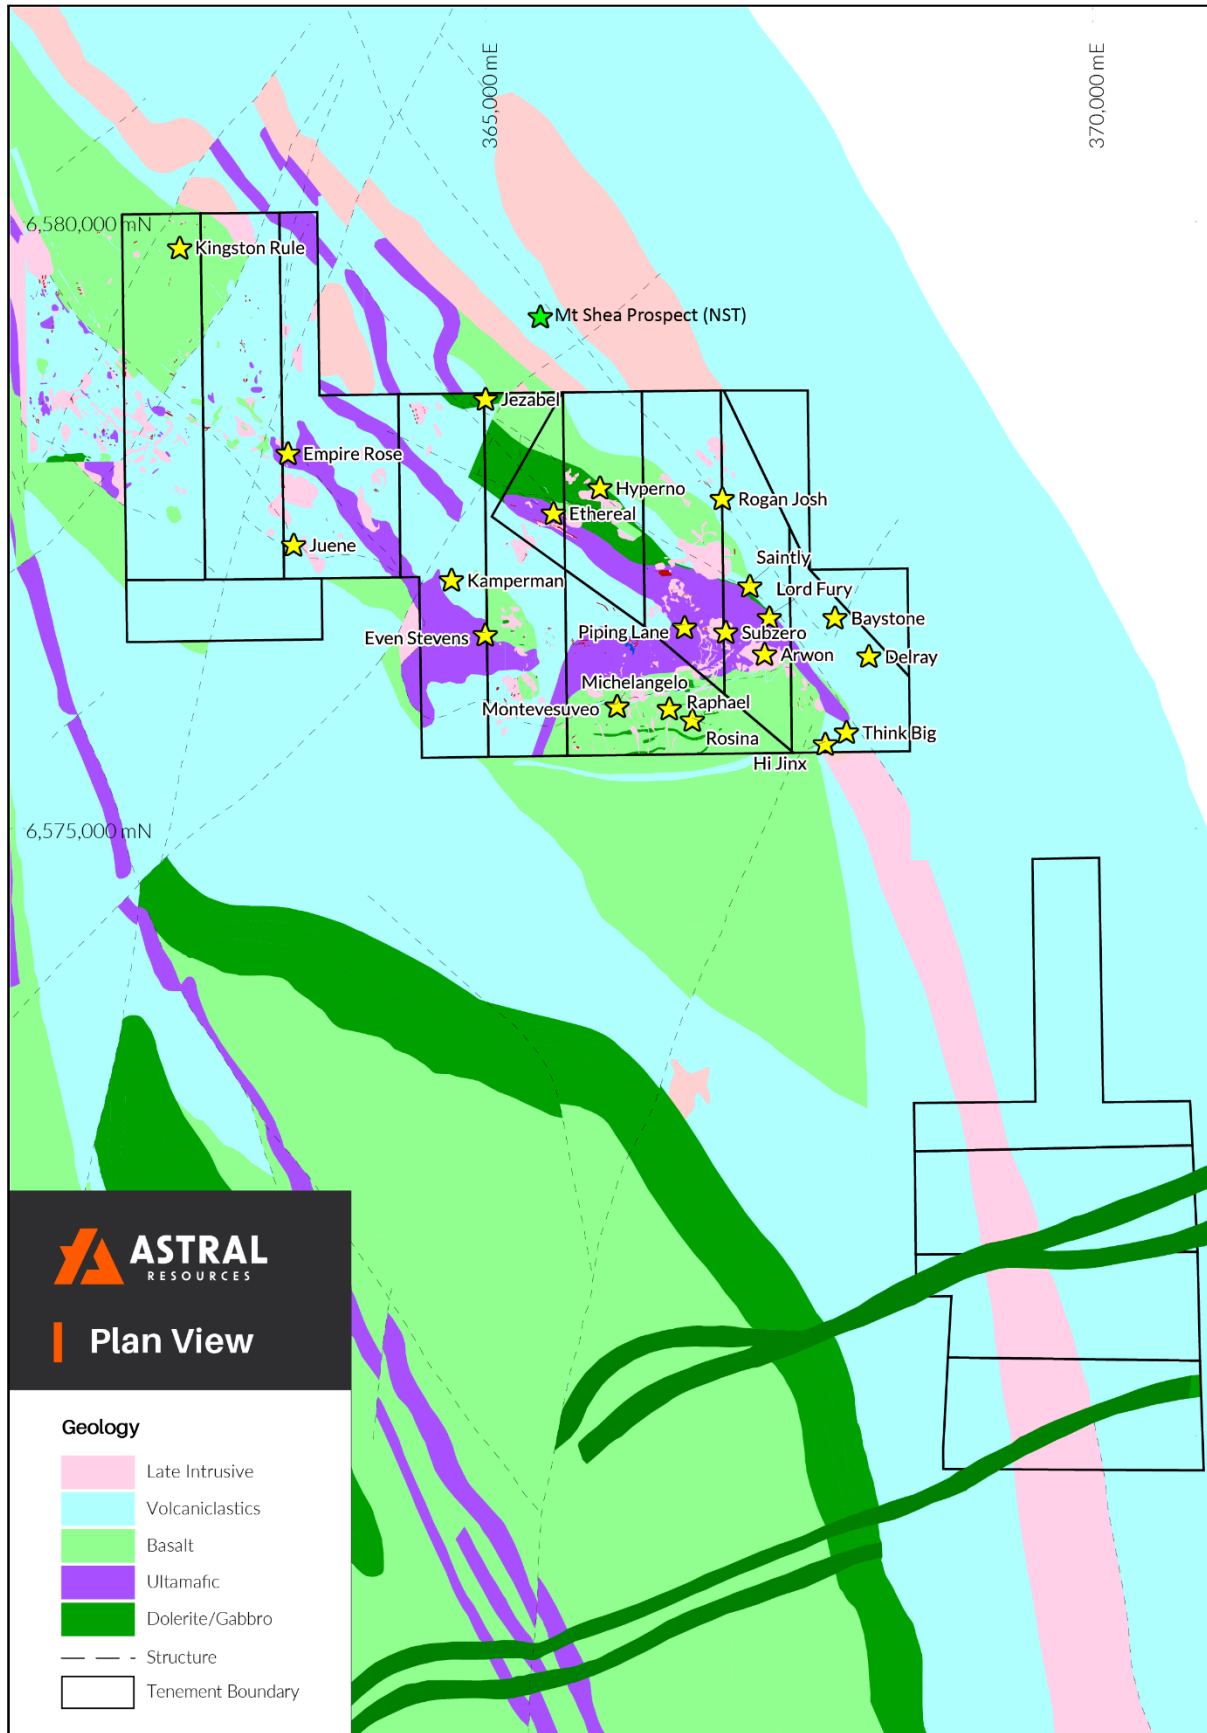 365,000 mE
370,000 mE
6,580,000 mN
Kingston Rule
Mt Shea Prospect (NST)
Jezabel
Empire Rose
Hyperno
Rogan Josh
Ethereal
Juene
Saintly
Kamperman
Lord Fury
Baystone
Even Stevens
Piping Lane
Subzero
Arwon
Delray
Michelangelo
Montevesuveo
Raphael
Rosina
Think Big
Hi Jinx
6,575,000 mN
ASTRAL
RESOURCES
Plan View
Geology
Late Intrusive
Volcaniclastics
Basalt
Ultamafic
Dolerite/Gabbro
Structure
Tenement Boundary